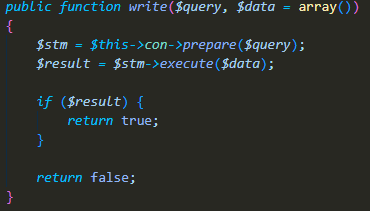 public function write($query, $data = array())
{
    $stm = $this->con->prepare($query);
    $result = $stm->execute($data);

    if ($result) {
        return true;
    }

    return false;
}